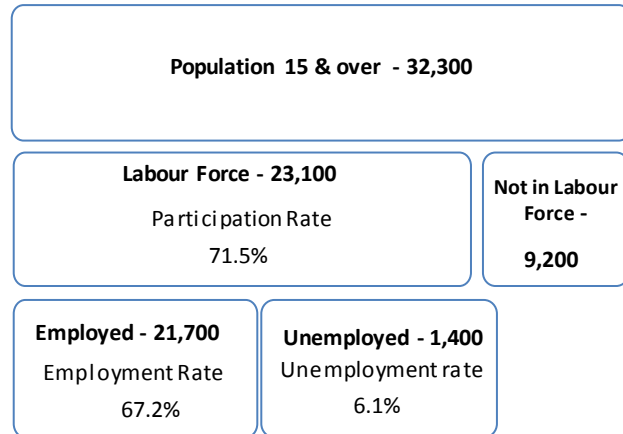 Population 15 & over - 32,300
Labour Force - 23,100
Participation Rate
71.5%
Not in Labour
Force -
9,200
Employed - 21,700
Employment Rate
67.2%
Unemployed - 1,400
Unemployment rate
6.1%